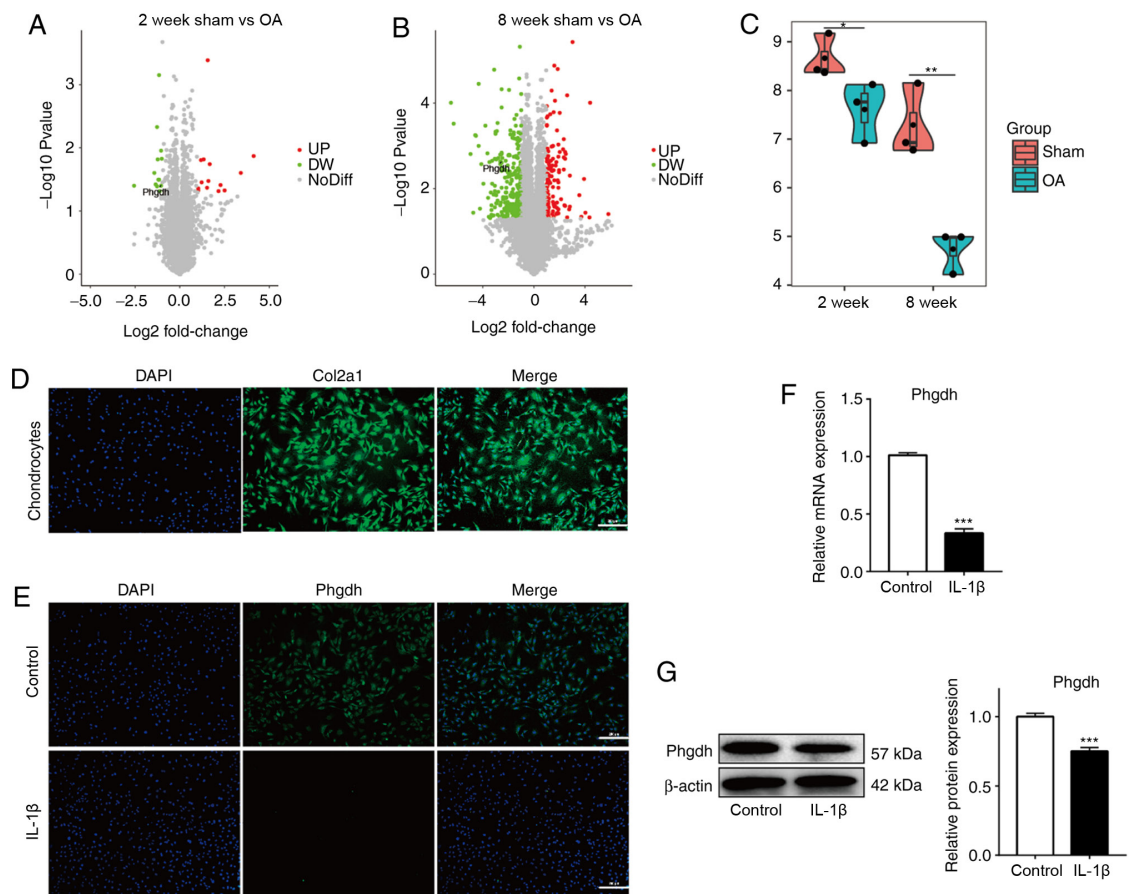 A
2 week sham vs OA
−Log10 Pvalue
3
2
1
0
Phgdh
UP
DW
NoDiff
−5.0 −2.5 0.0 2.5 5.0
Log2 fold-change
B
8 week sham vs OA
−Log10 Pvalue
4
2
0
Phgdh
UP
DW
NoDiff
−4 0 4
Log2 fold-change
C
9
8
7
6
5
4
*
**
2 week 8 week
Group
Sham
OA
D
DAPI Col2a1 Merge
Chondrocytes
E
DAPI Phgdh Merge
Control
IL-1β
F
Phgdh
Relative mRNA expression
1.5
1.0
0.5
0.0
***
Control IL-1β
G
Phgdh 57 kDa
β-actin 42 kDa
Control IL-1β
Phgdh
Relative protein expression
1.0
0.5
0.0
***
Control IL-1β